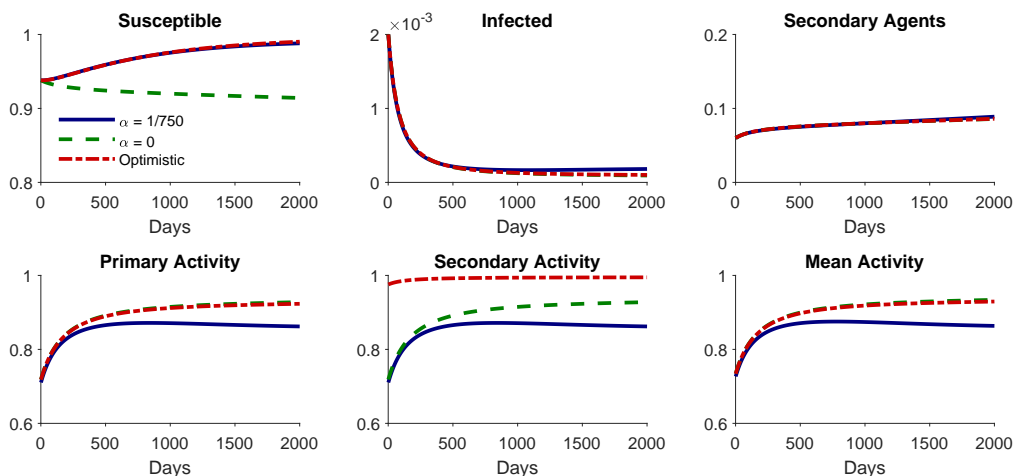 Susceptible
1
0.9
0.8
α = 1/750
α = 0
Optimistic
0 500 1000 1500 2000
Days
Infected
×10⁻³
2
1
0
0 500 1000 1500 2000
Days
Secondary Agents
0.2
0.1
0
0 500 1000 1500 2000
Days
Primary Activity
1
0.8
0.6
0 500 1000 1500 2000
Days
Secondary Activity
1
0.8
0.6
0 500 1000 1500 2000
Days
Mean Activity
1
0.8
0.6
0 500 1000 1500 2000
Days